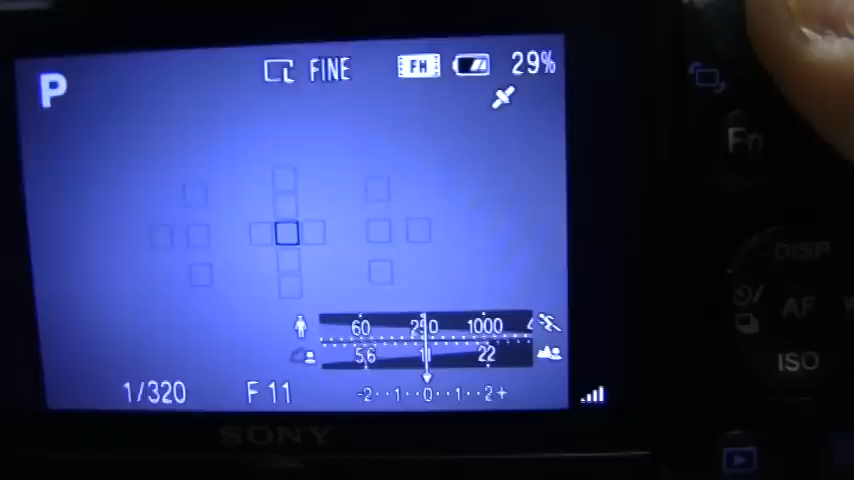 P L FINE FH 29%
Fn
DISP
60 250 1000
AF
5.6 11 22
ISO
1/320 F 11 -2··1··0··1··2+
SONY